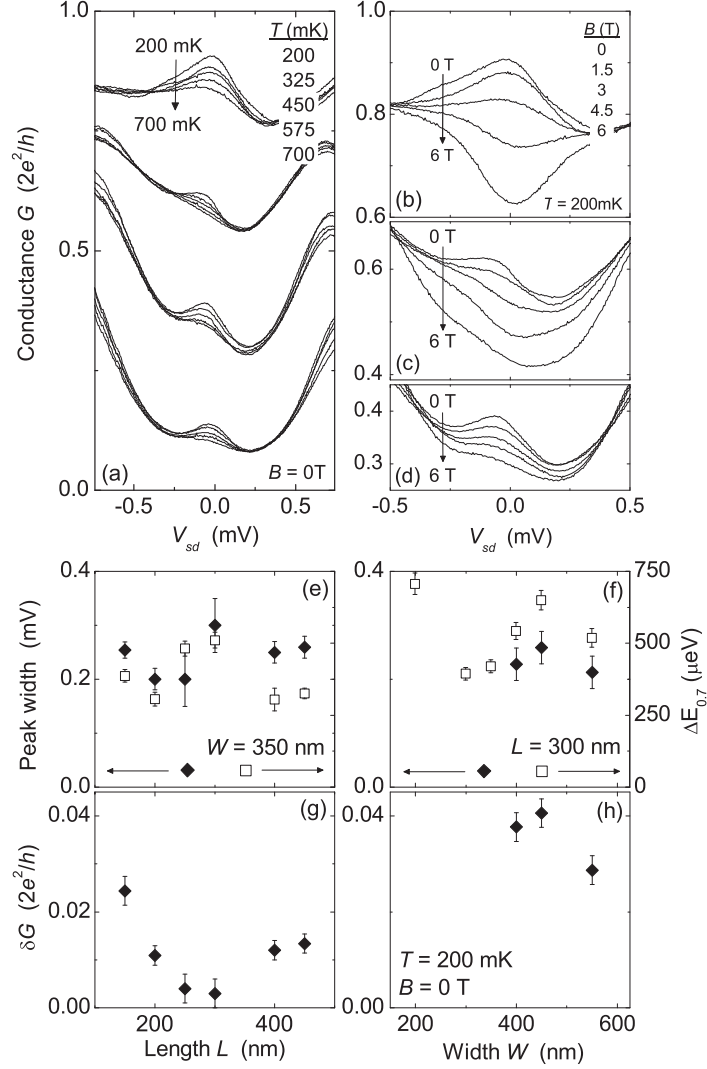 1.0
0.5
0.0
Conductance G (2e²/h)
200 mK
700 mK
T (mK)
200
325
450
575
700
(a)
B = 0T
-0.5 0.0 0.5
V_sd (mV)
1.0
0.8
0.6
0 T
6 T
B (T)
0
1.5
3
4.5
6
(b)
T = 200mK
0.6
0.4
0 T
6 T
(c)
0.4
0.3
0 T
6 T
(d)
-0.5 0.0 0.5
V_sd (mV)
0.4
0.2
0.0
Peak width (mV)
(e)
W = 350 nm
(f)
L = 300 nm
750
500
250
0
ΔE_0.7 (μeV)
0.04
0.02
0.00
δG (2e²/h)
(g)
200 400
Length L (nm)
0.04
0.02
0.00
(h)
T = 200 mK
B = 0 T
200 300 400 500 600
Width W (nm)